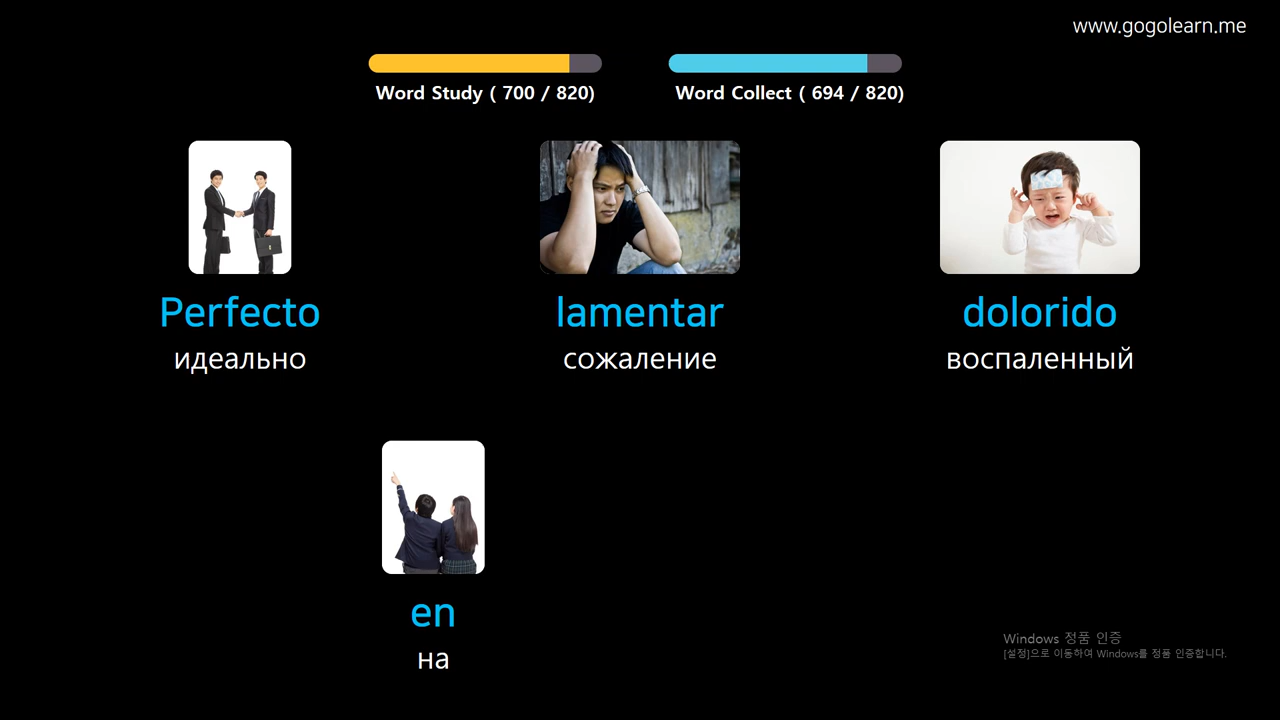 www.gogolearn.me
Word Study ( 700 / 820)
Word Collect ( 694 / 820)
Perfecto
идеально
lamentar
сожаление
dolorido
воспаленный
en
на
Windows 정품 인증
[설정]으로 이동하여 Windows를 정품 인증합니다.